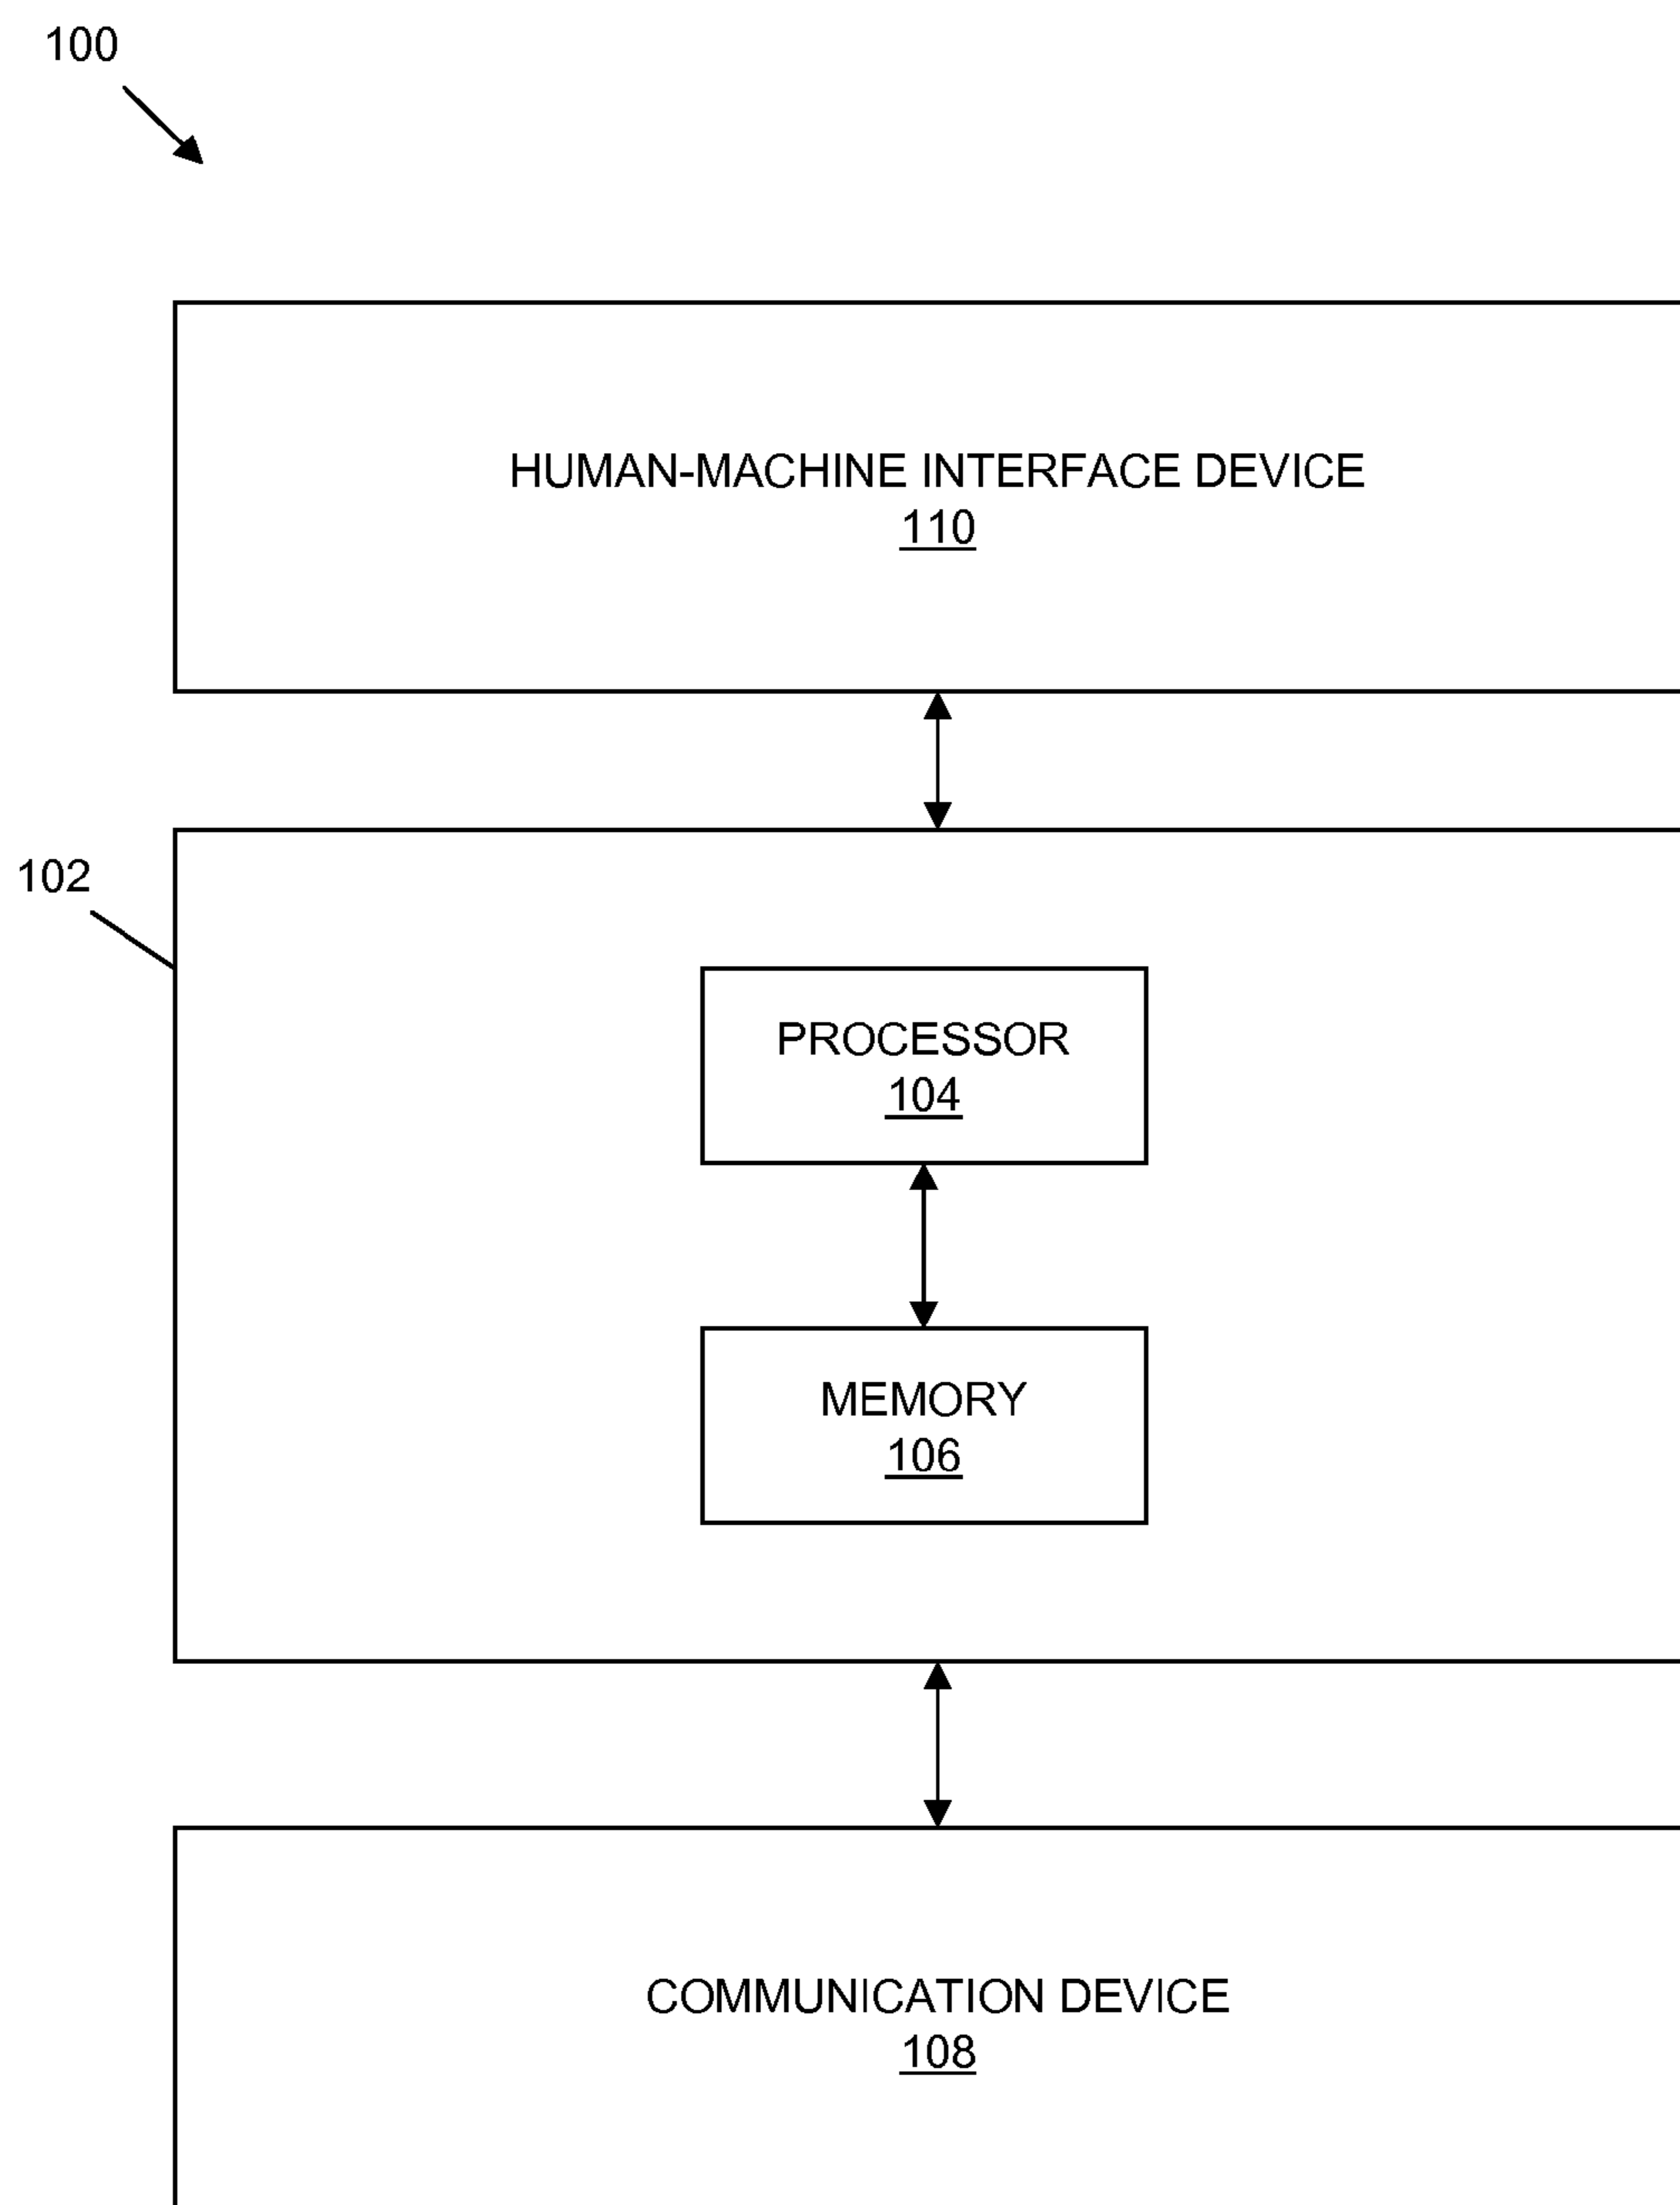 100
HUMAN-MACHINE INTERFACE DEVICE
110
102
PROCESSOR
104
MEMORY
106
COMMUNICATION DEVICE
108